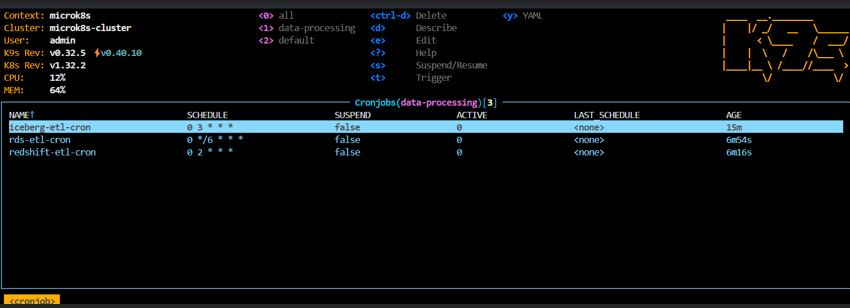 Context: microk8s <0> all <ctrl-d> Delete <y> YAML
Cluster: microk8s-cluster <1> data-processing <d> Describe
User: admin <2> default <e> Edit
K9s Rev: v0.32.5 ⚡v0.40.10 <?> Help
K8s Rev: v1.32.2 <s> Suspend/Resume
CPU: 12% <t> Trigger
MEM: 64%
Cronjobs(data-processing)[3]
NAME↑ SCHEDULE SUSPEND ACTIVE LAST_SCHEDULE AGE
iceberg-etl-cron 0 3 * * * false 0 <none> 15m
rds-etl-cron 0 */6 * * * false 0 <none> 6m54s
redshift-etl-cron 0 2 * * * false 0 <none> 6m16s
<cronjob>